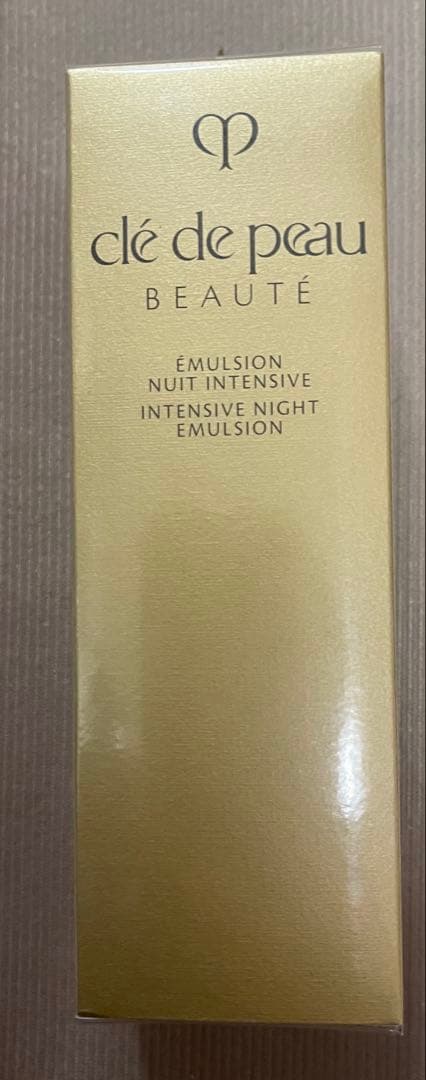 clé de peau
BEAUTÉ
ÉMULSION
NUIT INTENSIVE
INTENSIVE NIGHT
EMULSION